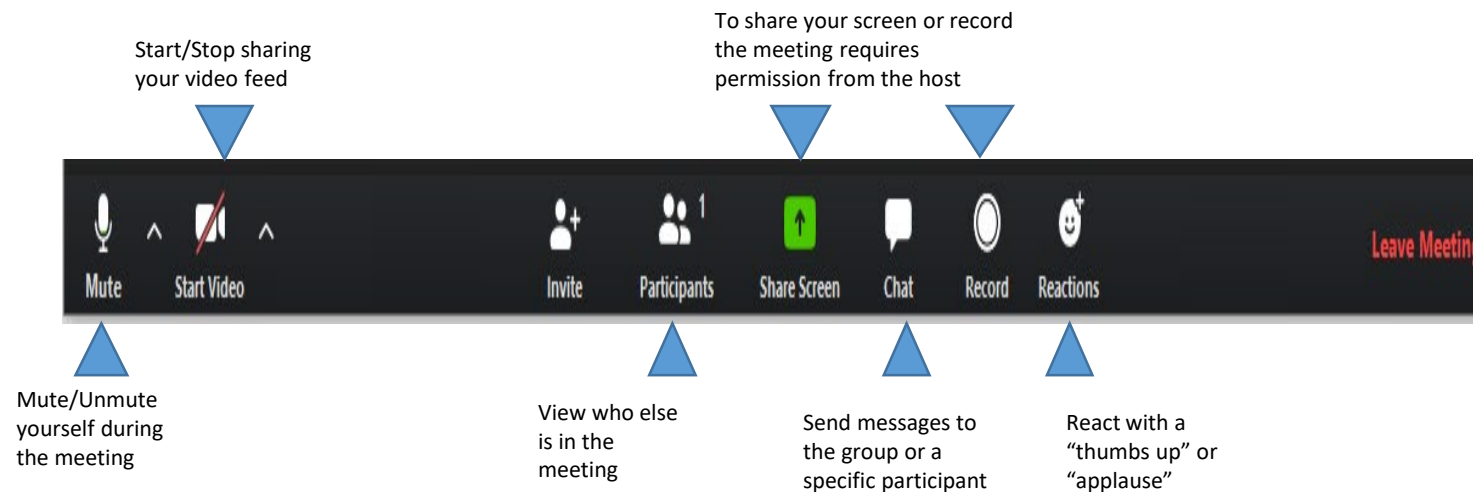 To share your screen or record
the meeting requires
permission from the host
Start/Stop sharing
your video feed
1
Mute
Start Video
Invite
Participants
Share Screen
Chat
Record
Reactions
Leave Meeting
Mute/Unmute
yourself during
the meeting
View who else
is in the
meeting
Send messages to
the group or a
specific participant
React with a
“thumbs up” or
“applause”